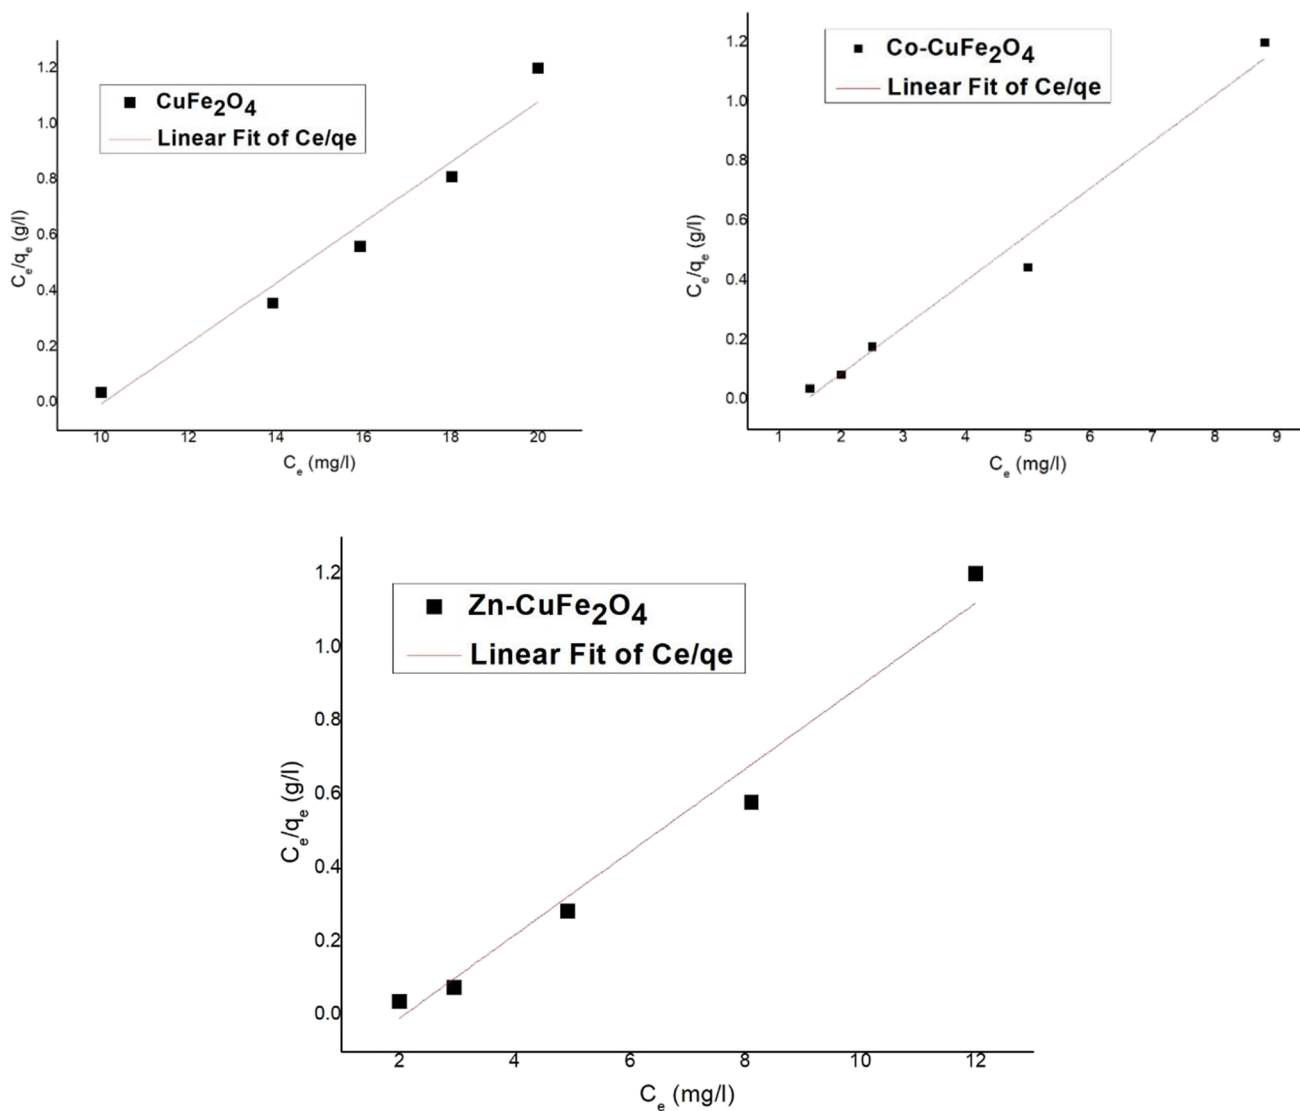 1.2
1.0
0.8
0.6
0.4
0.2
0.0
Ce/qe (g/l)
CuFe2O4
Linear Fit of Ce/qe
10 12 14 16 18 20
Ce (mg/l)
1.2
1.0
0.8
0.6
0.4
0.2
0.0
Ce/qe (g/l)
Co-CuFe2O4
Linear Fit of Ce/qe
1 2 3 4 5 6 7 8 9
Ce (mg/l)
1.2
1.0
0.8
0.6
0.4
0.2
0.0
Ce/qe (g/l)
Zn-CuFe2O4
Linear Fit of Ce/qe
2 4 6 8 10 12
Ce (mg/l)